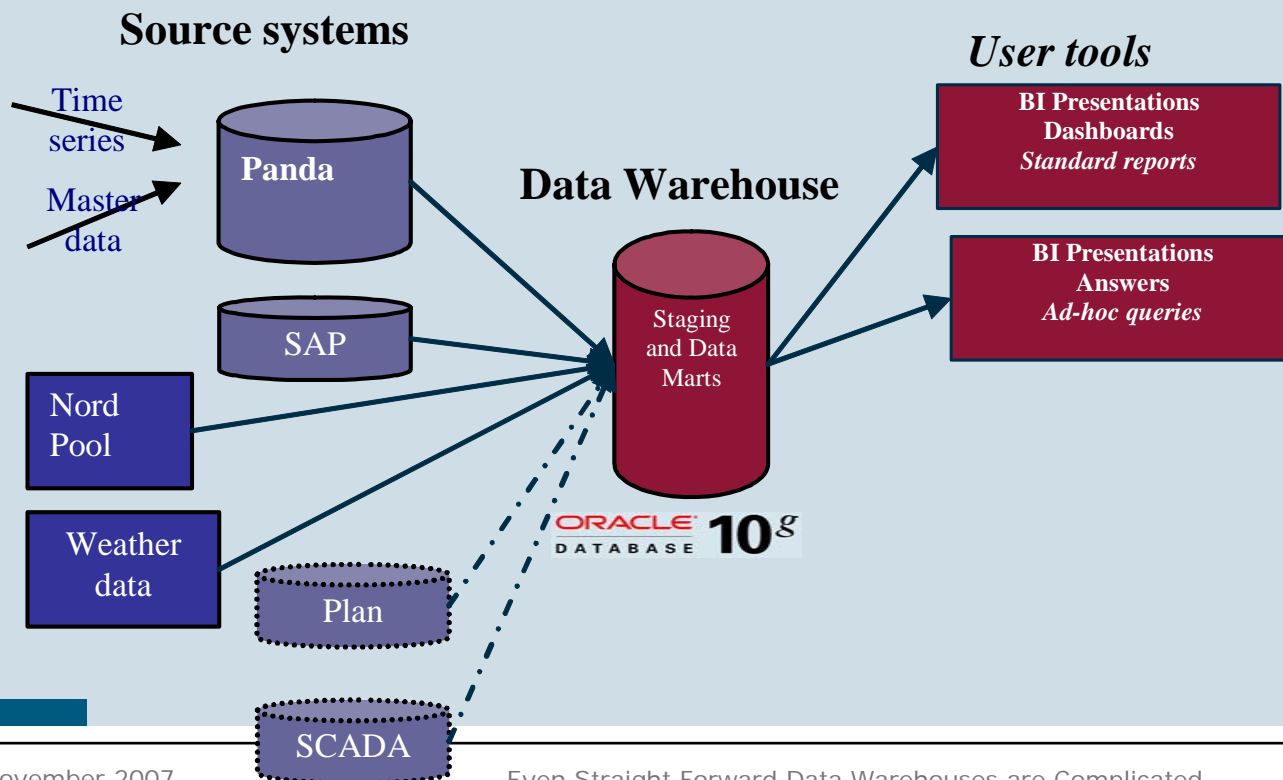 Source systems
User tools
Time
series
Master
data
Panda
SAP
Nord
Pool
Weather
data
Plan
SCADA
Data Warehouse
Staging
and Data
Marts
ORACLE
DATABASE 10g
BI Presentations
Dashboards
Standard reports
BI Presentations
Answers
Ad-hoc queries
ovember 2007
Even Straight Forward Data Warehouses are Complicated